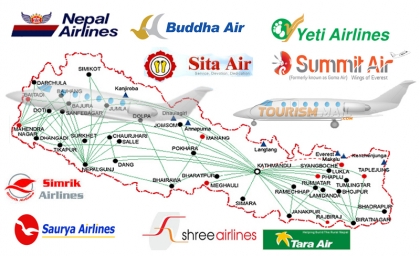 Nepal
Airlines
Buddha Air
Yeti Airlines
Sita Air
Summit Air
(Formerly known as Goma Air) Wings of Everest
SIMIKOT
DARCHULA
Kanjiroba
BAITADI
BAJHANG
BAJURA
JUMLA
DOTI
SANFEBAGAR
DOLPA
Dhaulagiri
TOURISM
MAHENDRA
NAGAR
DHANGADI
TIKAPUR
SURKHET
CHAURJHARI
SALLE
JOMSOM
Annapurna
MANANG
POKHARA
NEPALGUNJ
DANG
BHAIRAWA
BHARATPUR
MEGHAULI
SIMARA
Langtang
KATHMANDU
Everest
Makalu
Kanchenjunga
SYANGBOCHE
LUKLA
PHAPLU
TAPLEJUNG
RAMECHHAP
RUMJATAR
LAMIDANDA
BHOJPUR
TUMLINGTAR
JANAKPUR
RAJBIRAJ
BHADRAPUR
BIRATNAGAR
Simrik
Airlines
Saurya Airlines
shree airlines
Tara Air